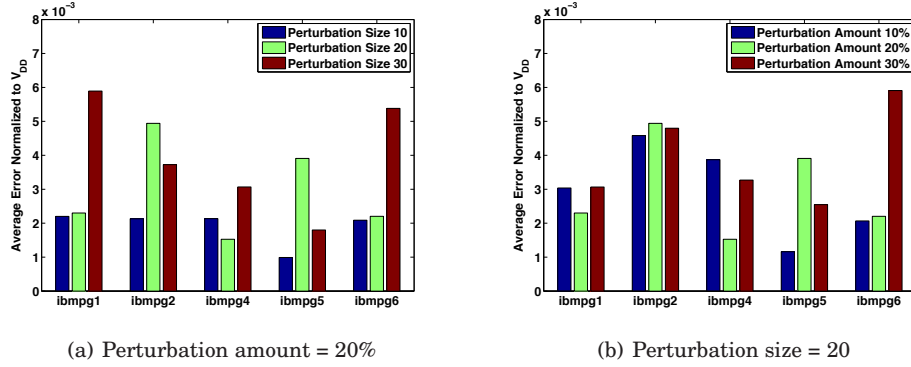 x 10⁻³
8
7
6
5
4
3
2
1
0
Average Error Normalized to V_DD
Perturbation Size 10
Perturbation Size 20
Perturbation Size 30
ibmpg1 ibmpg2 ibmpg4 ibmpg5 ibmpg6
(a) Perturbation amount = 20%
x 10⁻³
8
7
6
5
4
3
2
1
0
Average Error Normalized to V_DD
Perturbation Amount 10%
Perturbation Amount 20%
Perturbation Amount 30%
ibmpg1 ibmpg2 ibmpg4 ibmpg5 ibmpg6
(b) Perturbation size = 20